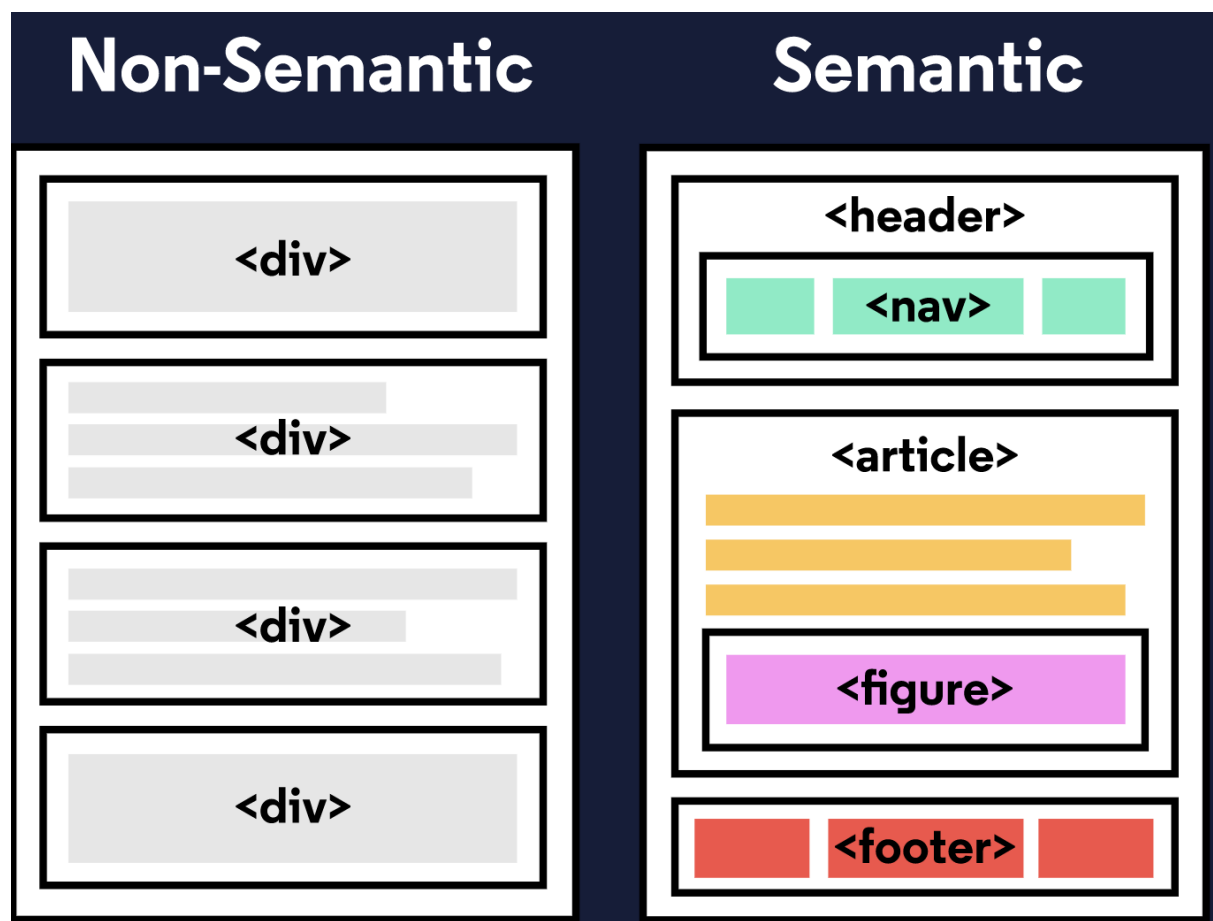 Non-Semantic
<div>
<div>
<div>
<div>
Semantic
<header>
<nav>
<article>
<figure>
<footer>